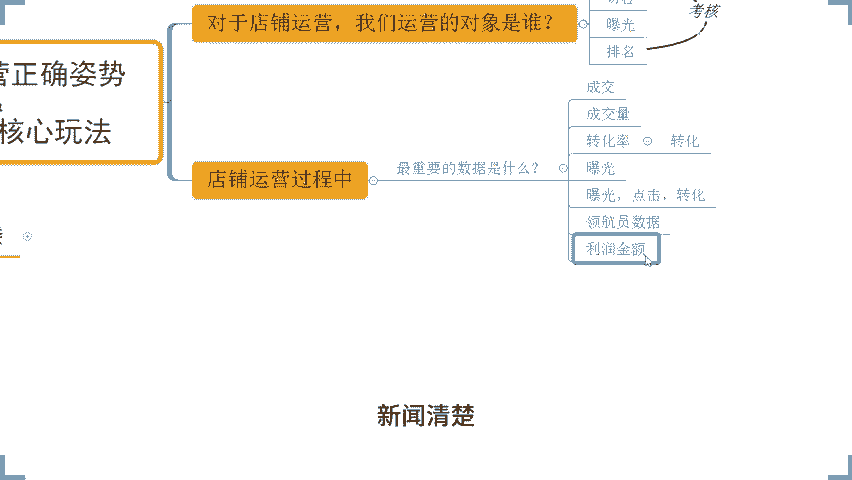 考核
对于店铺运营，我们运营的对象是谁？
曝光
排名
营正确姿势
核心玩法
成交
成交量
转化率
转化
店铺运营过程中
最重要的数据是什么？
曝光
曝光，点击，转化
领航员数据
利润金额
新闻清楚